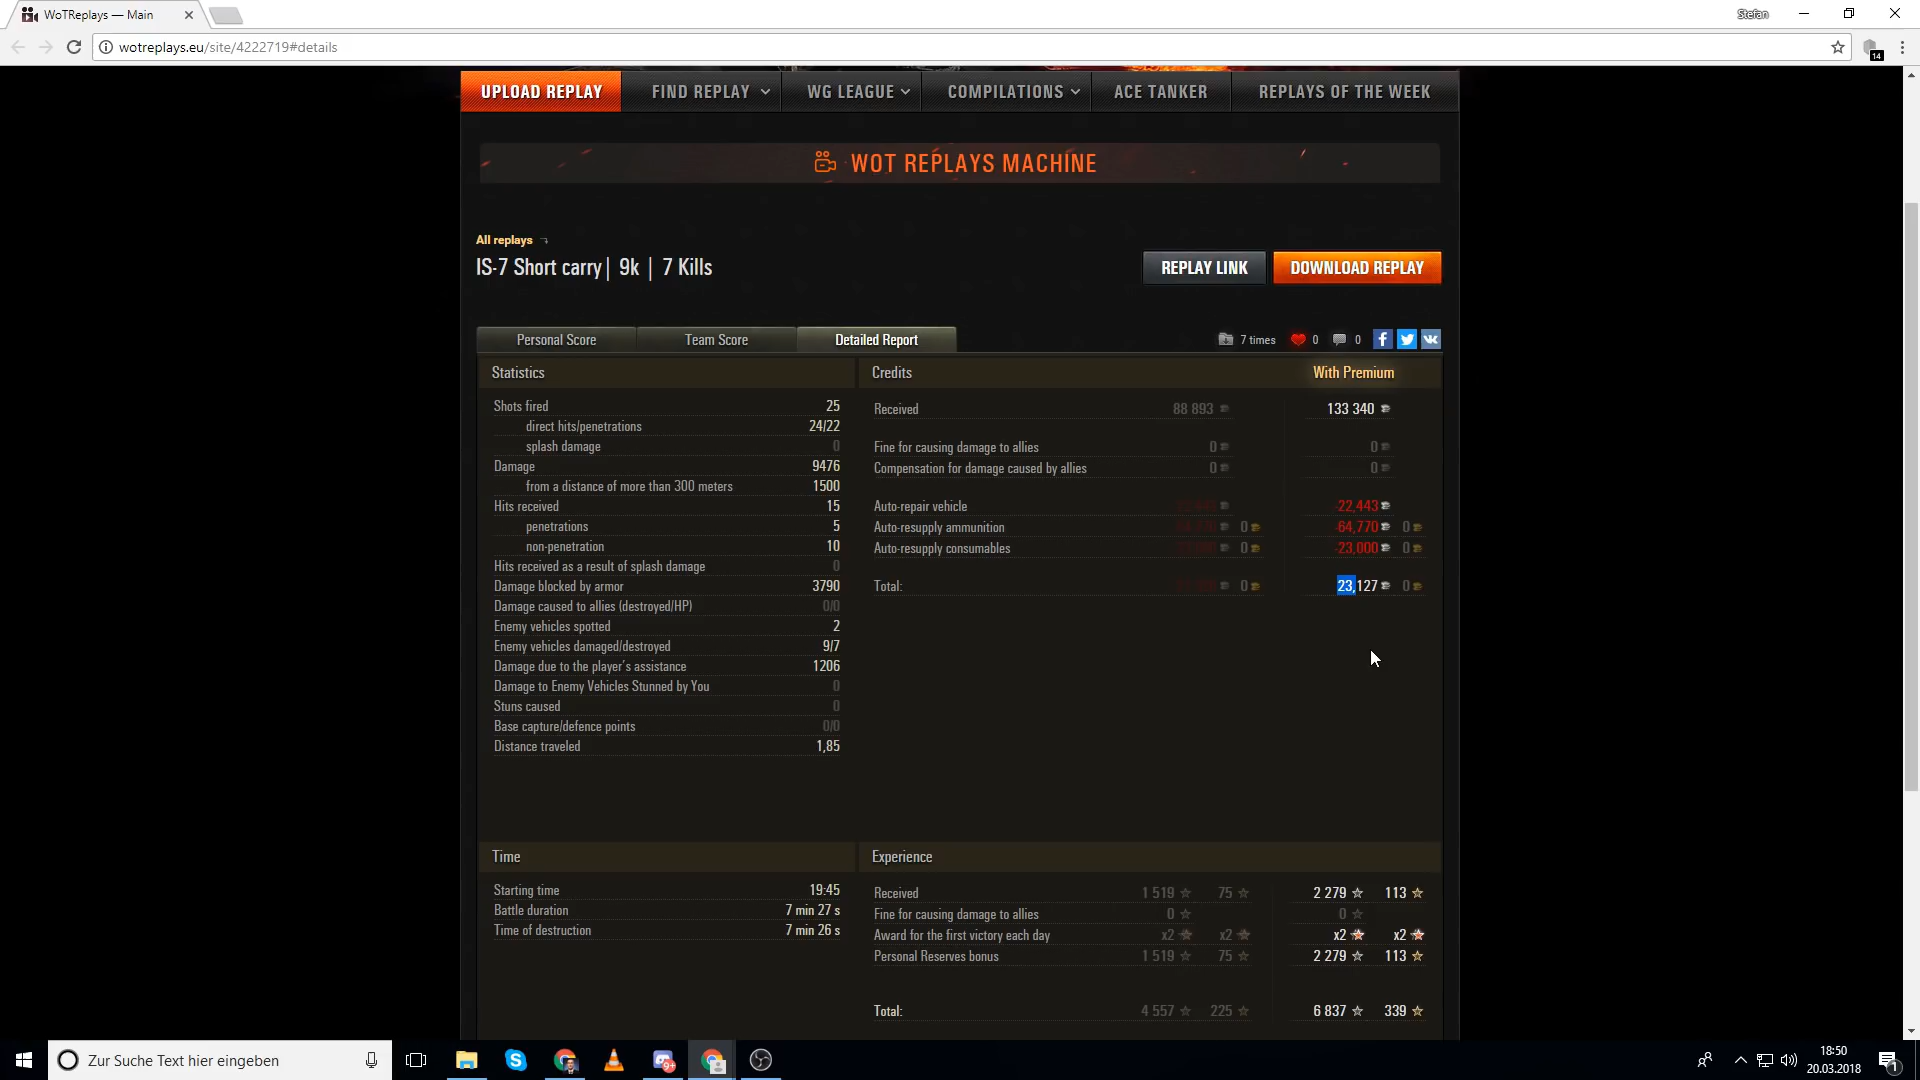 WoTReplays — Main
Stefan
wotreplays.eu/site/4222719#details
14
UPLOAD REPLAY
FIND REPLAY
WG LEAGUE
COMPILATIONS
ACE TANKER
REPLAYS OF THE WEEK
WOT REPLAYS MACHINE
All replays
IS-7 Short carry| 9k | 7 Kills
REPLAY LINK
DOWNLOAD REPLAY
Personal Score
Team Score
Detailed Report
7 times
0
0
Statistics
Shots fired 25
direct hits/penetrations 24/22
splash damage 0
Damage 9476
from a distance of more than 300 meters 1500
Hits received 15
penetrations 5
non-penetration 10
Hits received as a result of splash damage 0
Damage blocked by armor 3790
Damage caused to allies (destroyed/HP) 0/0
Enemy vehicles spotted 2
Enemy vehicles damaged/destroyed 9/7
Damage due to the player's assistance 1206
Damage to Enemy Vehicles Stunned by You 0
Stuns caused 0
Base capture/defence points 0/0
Distance traveled 1,85
Credits With Premium
Received 88 893 133 340
Fine for causing damage to allies 0 0
Compensation for damage caused by allies 0 0
Auto-repair vehicle -22,443
Auto-resupply ammunition 0 -64,770 0
Auto-resupply consumables 0 -23,000 0
Total: 0 23,127 0
Time
Starting time 19:45
Battle duration 7 min 27 s
Time of destruction 7 min 26 s
Experience
Received 1 519 75 2 279 113
Fine for causing damage to allies 0 0
Award for the first victory each day x2 x2 x2 x2
Personal Reserves bonus 1 519 75 2 279 113
Total: 4 557 225 6 837 339
Zur Suche Text hier eingeben
18:50
20.03.2018
1